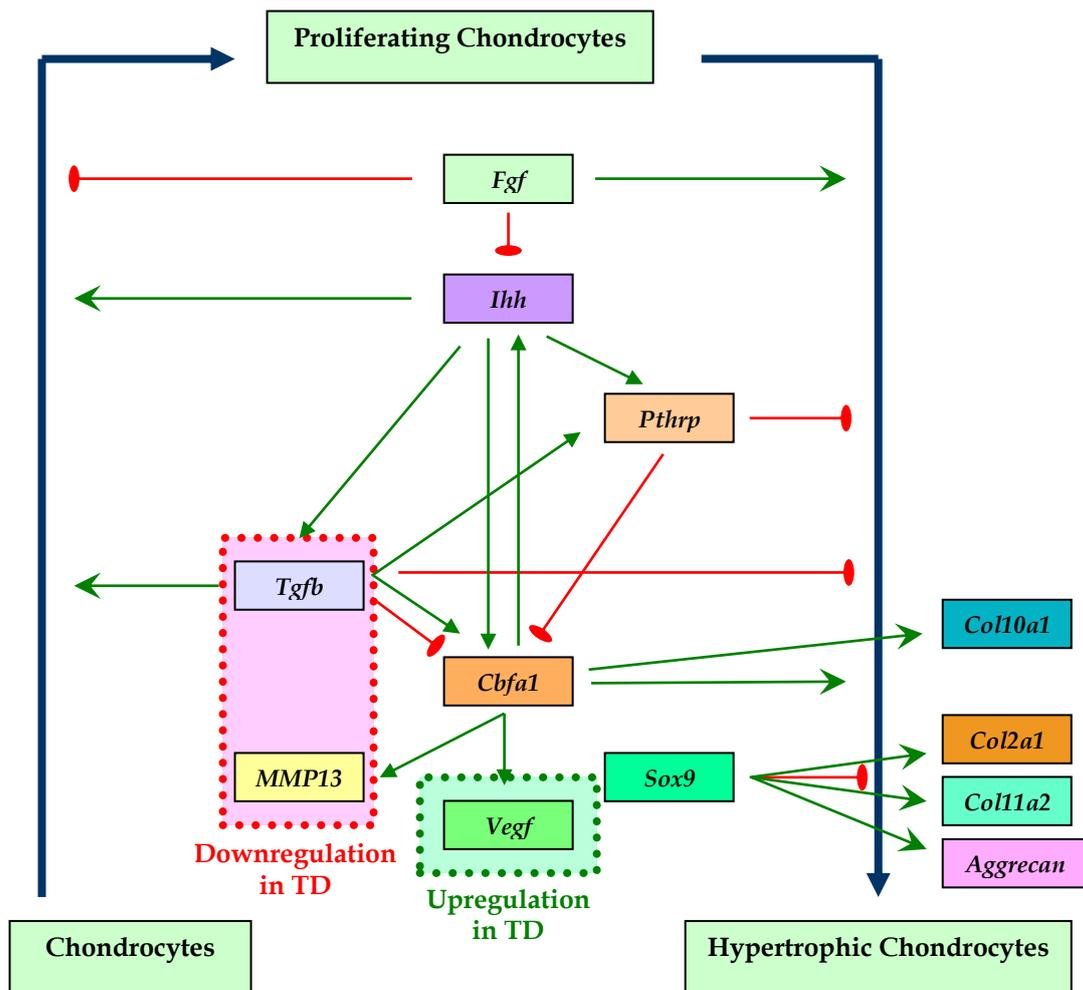 Proliferating Chondrocytes
Fgf
Ihh
Pthrp
Tgfb
Col10a1
Cbfa1
Col2a1
MMP13
Sox9
Col11a2
Vegf
Downregulation
in TD
Aggrecan
Upregulation
in TD
Chondrocytes
Hypertrophic Chondrocytes